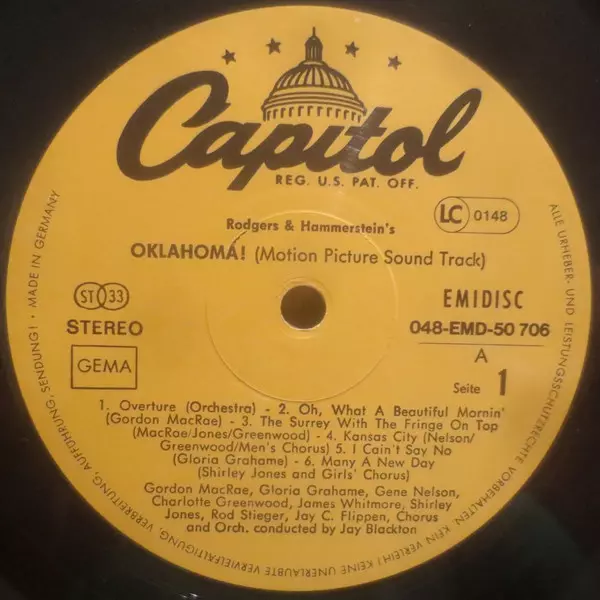 Capitol
REG. U.S. PAT. OFF.
LC 0148
Rodgers & Hammerstein's
OKLAHOMA! (Motion Picture Sound Track)
ST 33
STEREO
GEMA
EMIDISC
048-EMD-50 706
A
Seite 1
1. Overture (Orchestra) - 2. Oh, What A Beautiful Mornin'
(Gordon MacRae) - 3. The Surrey With The Fringe On Top
(MacRae/Jones/Greenwood) - 4. Kansas City (Nelson/
Greenwood/Men's Chorus) 5. I Cain't Say No
(Gloria Grahame) - 6. Many A New Day
(Shirley Jones and Girls' Chorus)
Gordon MacRae, Gloria Grahame, Gene Nelson,
Charlotte Greenwood, James Whitmore, Shirley
Jones, Rod Stieger, Jay C. Flippen, Chorus
and Orch. conducted by Jay Blackton
ALLE URHEBER- UND LEISTUNGSSCHUTZRECHTE VORBEHALTEN. KEIN VERLEIH! KEINE UNERLAUBTE VERVIELFÄLTIGUNG, VERBREITUNG, AUFFÜHRUNG, SENDUNG! · MADE IN GERMANY